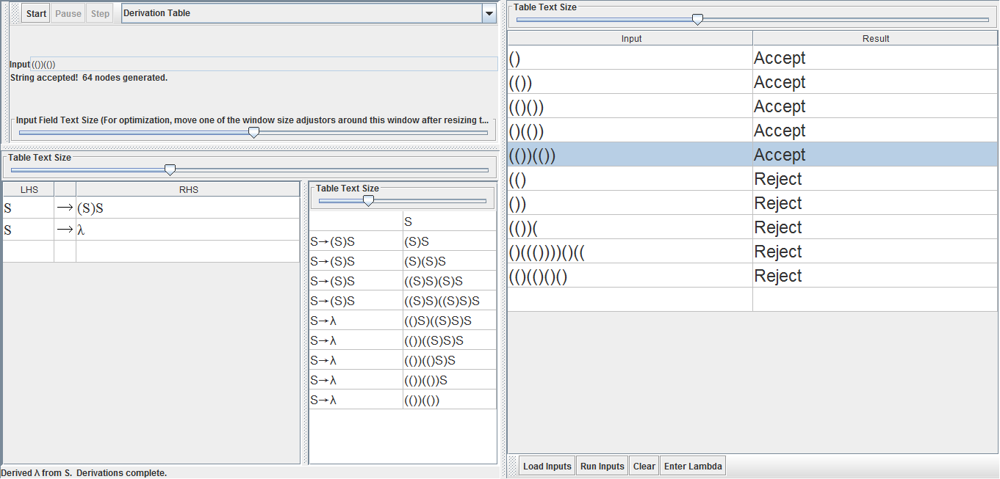 Start Pause Step Derivation Table
Input (())(())
String accepted! 64 nodes generated.
Input Field Text Size (For optimization, move one of the window size adjustors around this window after resizing t...
Table Text Size
LHS RHS
S → (S)S
S → λ
Table Text Size
S
S→(S)S (S)S
S→(S)S (S)(S)S
S→(S)S ((S)S)(S)S
S→(S)S ((S)S)((S)S)S
S→λ (()S)((S)S)S
S→λ (())((S)S)S
S→λ (())(()S)S
S→λ (())(())S
S→λ (())(())
Derived λ from S. Derivations complete.
Table Text Size
Input Result
() Accept
(()) Accept
(()()) Accept
()(()) Accept
(())(()) Accept
(() Reject
()) Reject
(())( Reject
()((())))()(( Reject
(()(()()() Reject
Load Inputs Run Inputs Clear Enter Lambda